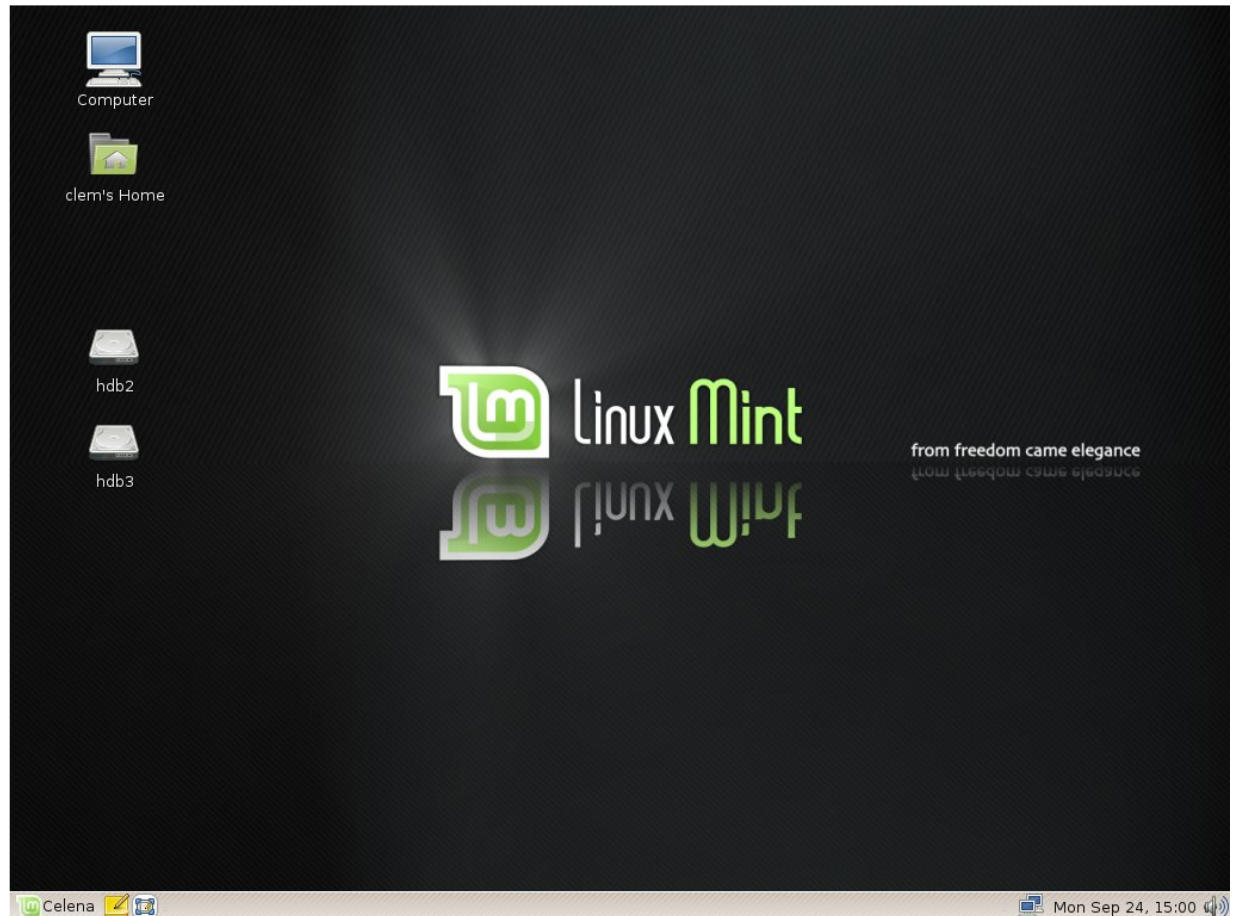 Computer
clem's Home
hdb2
hdb3
Linux Mint
from freedom came elegance
Celena
Mon Sep 24, 15:00